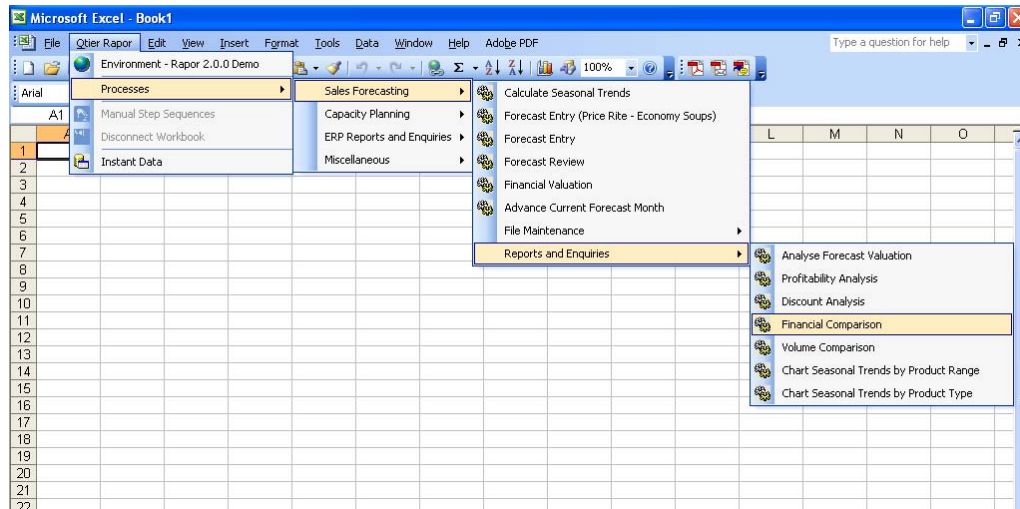 Microsoft Excel - Book1
File Qtier Rapor Edit View Insert Format Tools Data Window Help Adobe PDF Type a question for help
Environment - Rapor 2.0.0 Demo
Processes
Manual Step Sequences
Disconnect Workbook
Instant Data
Sales Forecasting
Capacity Planning
ERP Reports and Enquiries
Miscellaneous
Calculate Seasonal Trends
Forecast Entry (Price Rite - Economy Soups)
Forecast Entry
Forecast Review
Financial Valuation
Advance Current Forecast Month
File Maintenance
Reports and Enquiries
Analyse Forecast Valuation
Profitability Analysis
Discount Analysis
Financial Comparison
Volume Comparison
Chart Seasonal Trends by Product Range
Chart Seasonal Trends by Product Type
100%
Arial
A1
L M N O
1
2
3
4
5
6
7
8
9
10
11
12
13
14
15
16
17
18
19
20
21
22